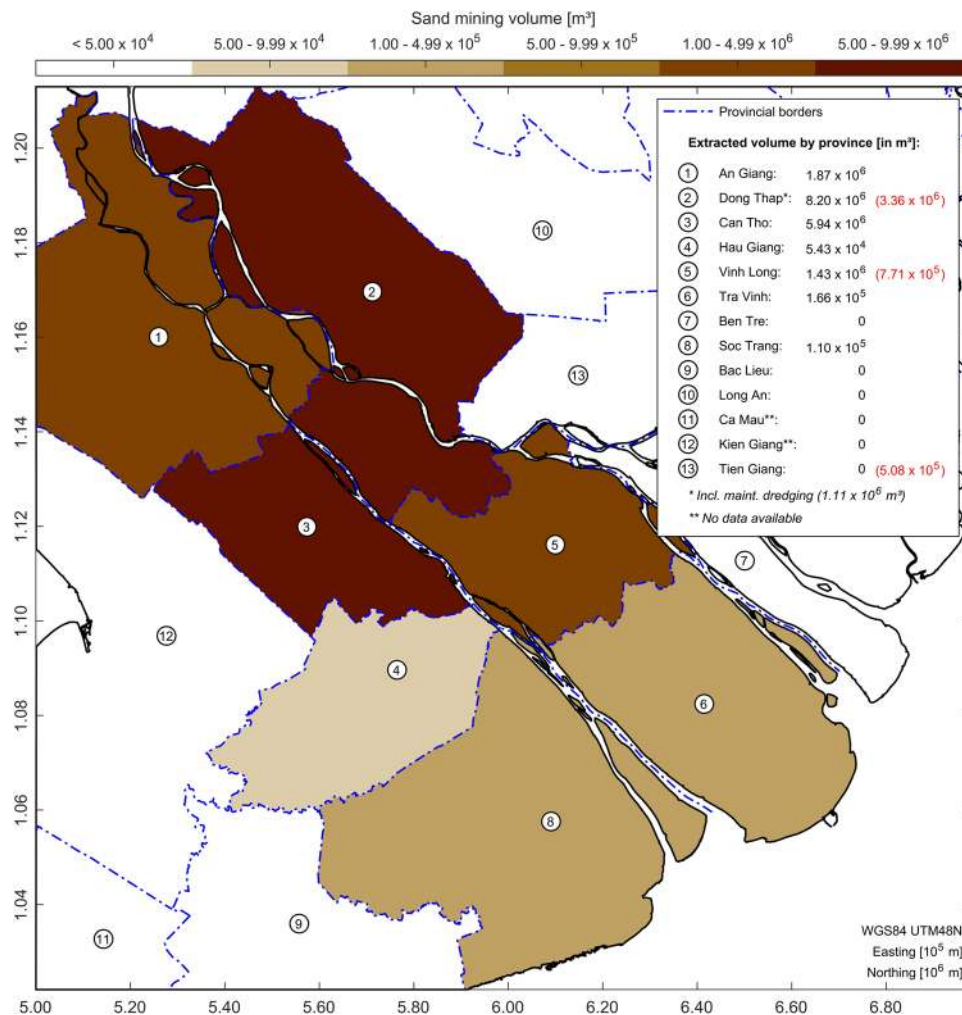 Sand mining volume [m³]
< 5.00 x 10⁴ 5.00 - 9.99 x 10⁴ 1.00 - 4.99 x 10⁵ 5.00 - 9.99 x 10⁵ 1.00 - 4.99 x 10⁶ 5.00 - 9.99 x 10⁶
Provincial borders
Extracted volume by province [in m³]:
1 An Giang: 1.87 x 10⁶
2 Dong Thap*: 8.20 x 10⁶ (3.36 x 10⁶)
3 Can Tho: 5.94 x 10⁶
4 Hau Giang: 5.43 x 10⁴
5 Vinh Long: 1.43 x 10⁶ (7.71 x 10⁵)
6 Tra Vinh: 1.66 x 10⁵
7 Ben Tre: 0
8 Soc Trang: 1.10 x 10⁵
9 Bac Lieu: 0
10 Long An: 0
11 Ca Mau**: 0
12 Kien Giang**: 0
13 Tien Giang: 0 (5.08 x 10⁵)
* Incl. maint. dredging (1.11 x 10⁶ m³)
** No data available
1.20
1.18
1.16
1.14
1.12
1.10
1.08
1.06
1.04
10
2
1
13
3
5
7
12
4
6
8
9
11
WGS84 UTM48N
Easting [10⁵ m]
Northing [10⁶ m]
5.00 5.20 5.40 5.60 5.80 6.00 6.20 6.40 6.60 6.80